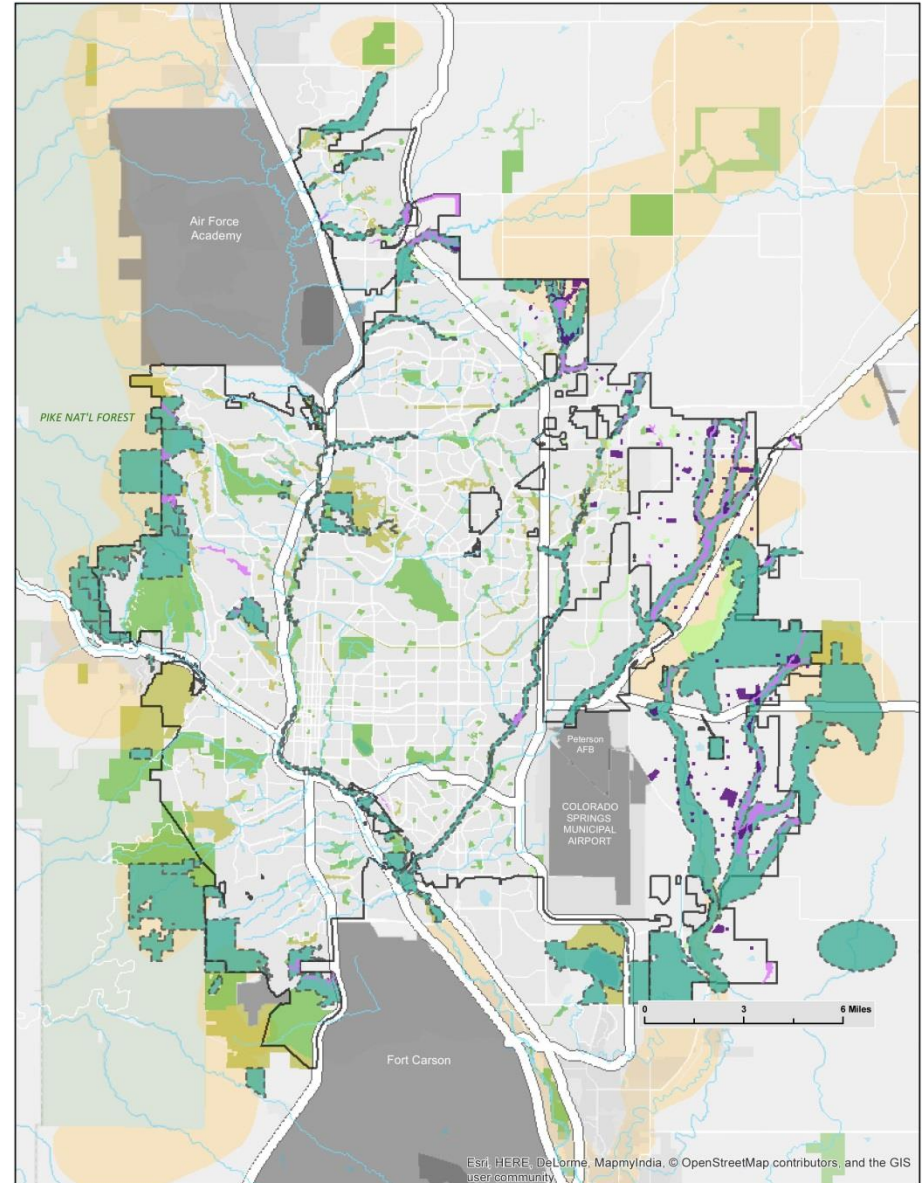 Air Force
Academy
PIKE NAT'L FOREST
Peterson
AFB
COLORADO
SPRINGS
MUNICIPAL
AIRPORT
0 3 6 Miles
Fort Carson
Esri, HERE, DeLorme, MapmyIndia, © OpenStreetMap contributors, and the GIS
user community